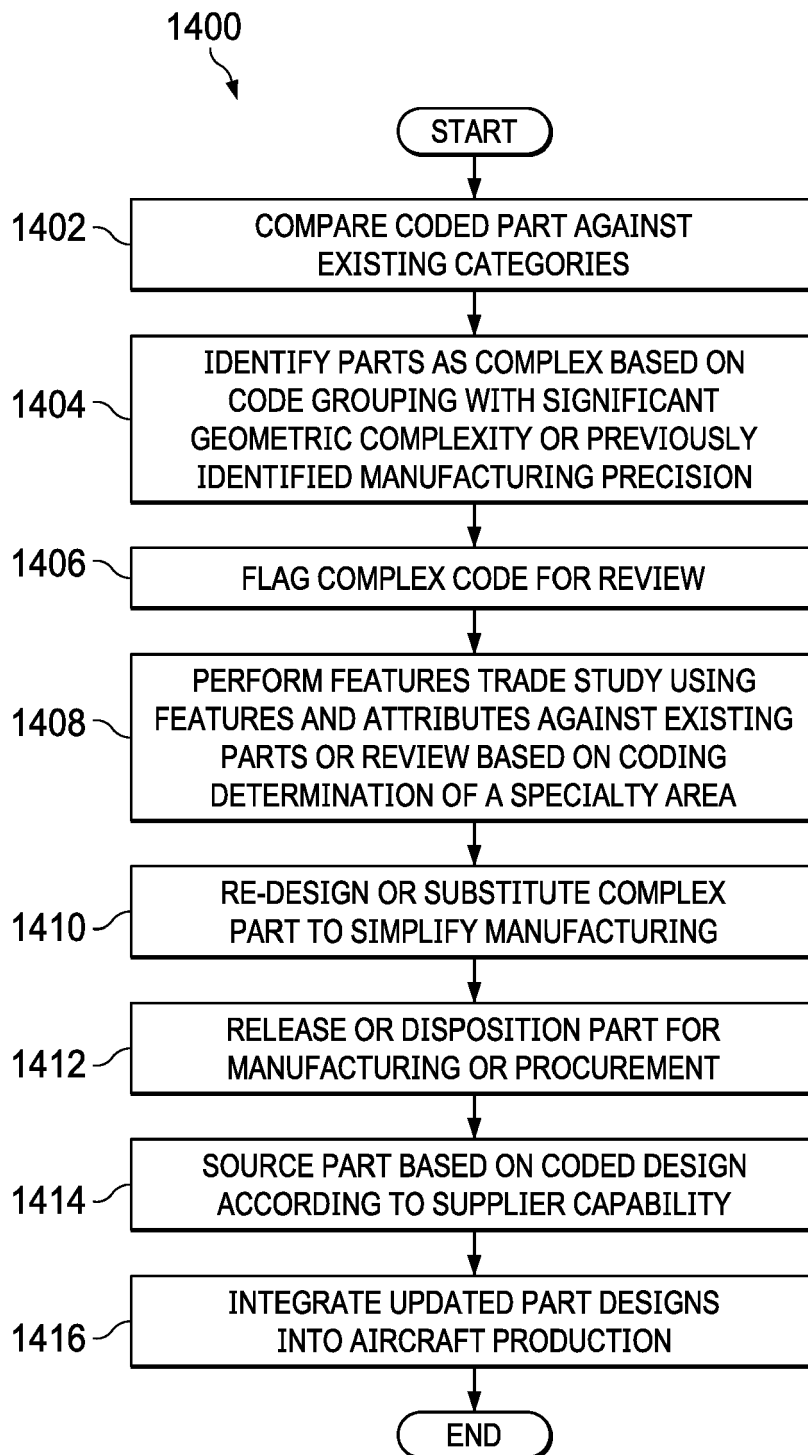 1400
START
1402
COMPARE CODED PART AGAINST
EXISTING CATEGORIES
1404
IDENTIFY PARTS AS COMPLEX BASED ON
CODE GROUPING WITH SIGNIFICANT
GEOMETRIC COMPLEXITY OR PREVIOUSLY
IDENTIFIED MANUFACTURING PRECISION
1406
FLAG COMPLEX CODE FOR REVIEW
1408
PERFORM FEATURES TRADE STUDY USING
FEATURES AND ATTRIBUTES AGAINST EXISTING
PARTS OR REVIEW BASED ON CODING
DETERMINATION OF A SPECIALTY AREA
1410
RE-DESIGN OR SUBSTITUTE COMPLEX
PART TO SIMPLIFY MANUFACTURING
1412
RELEASE OR DISPOSITION PART FOR
MANUFACTURING OR PROCUREMENT
1414
SOURCE PART BASED ON CODED DESIGN
ACCORDING TO SUPPLIER CAPABILITY
1416
INTEGRATE UPDATED PART DESIGNS
INTO AIRCRAFT PRODUCTION
END